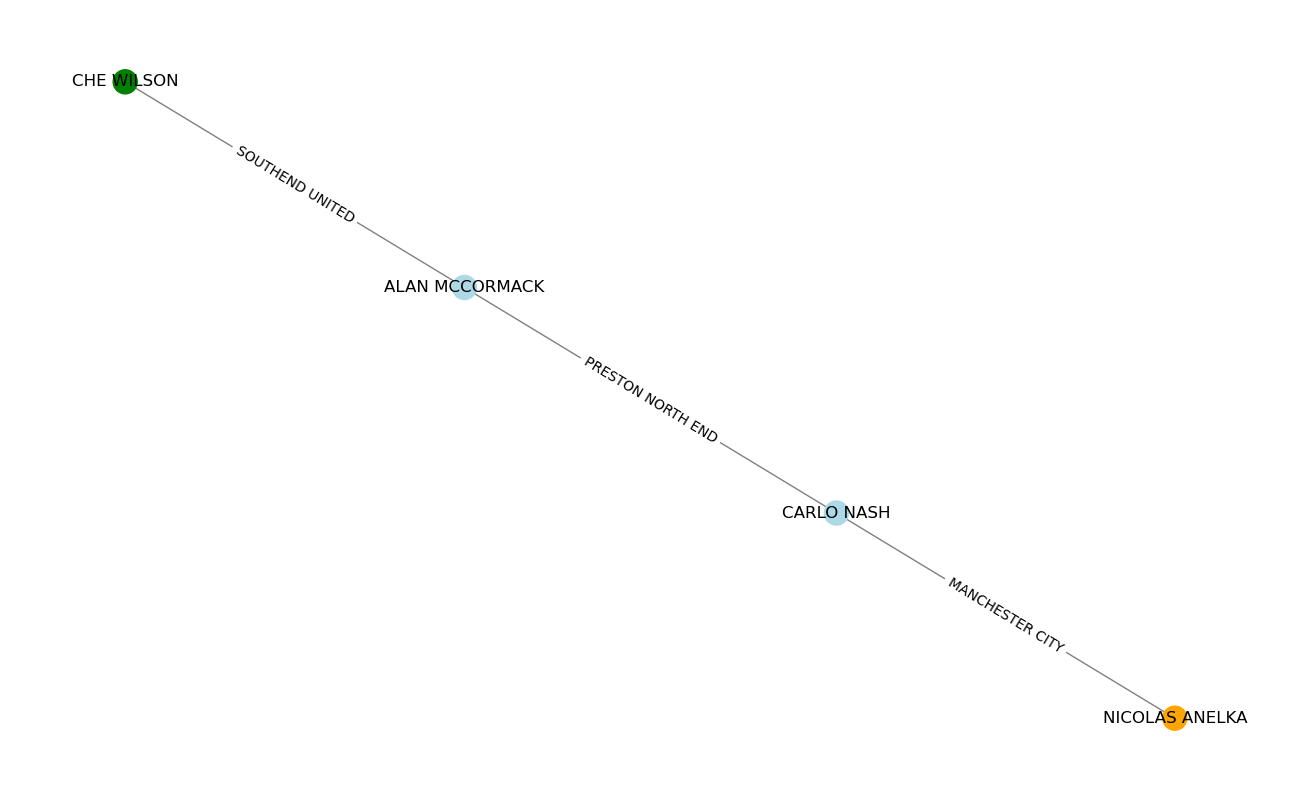 CHE WILSON
SOUTHEND UNITED
ALAN MCCORMACK
PRESTON NORTH END
CARLO NASH
MANCHESTER CITY
NICOLAS ANELKA